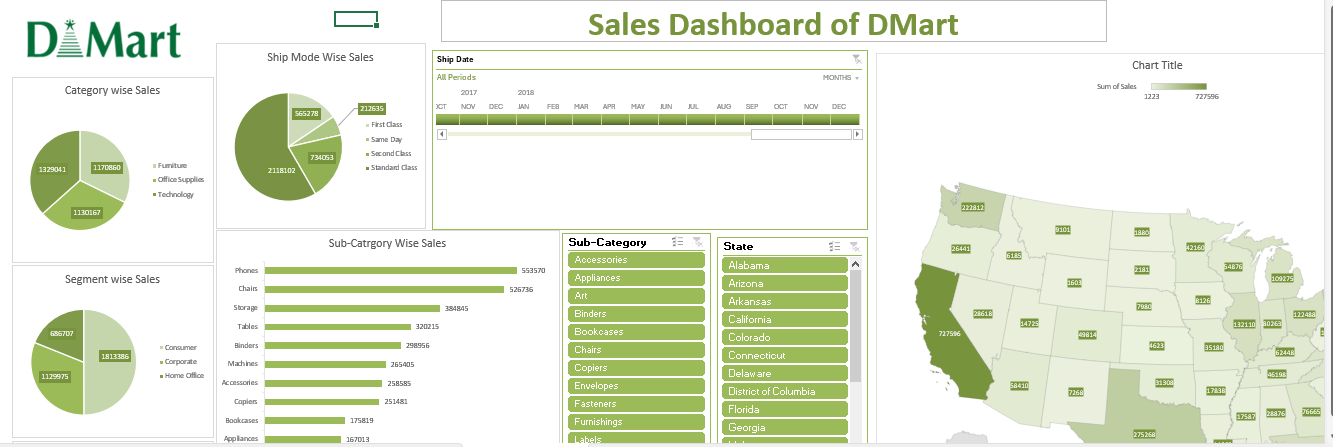 Sales Dashboard of DMart
D Mart
Category wise Sales
1329041
1170860
1130167
Furniture
Office Supplies
Technology
Ship Mode Wise Sales
565278
212635
734053
2118102
First Class
Same Day
Second Class
Standard Class
Ship Date
All Periods
MONTHS
2017 2018
OCT NOV DEC JAN FEB MAR APR MAY JUN JUL AUG SEP OCT NOV DEC
Segment wise Sales
686707
1813386
1129975
Consumer
Corporate
Home Office
Sub-Catrgory Wise Sales
Phones 553570
Chairs 526736
Storage 384845
Tables 320215
Binders 298956
Machines 265405
Accessories 258585
Copiers 251481
Bookcases 175819
Appliances 167013
Sub-Category
Accessories
Appliances
Art
Binders
Bookcases
Chairs
Copiers
Envelopes
Fasteners
Furnishings
Labels
State
Alabama
Arizona
Arkansas
California
Colorado
Connecticut
Delaware
District of Columbia
Florida
Georgia
Chart Title
Sum of Sales
1223 727596
222812
9101
1880
26441
6185
42160
54876
109275
2181
1603
8126
7980
28618
14725
49814
132110
80263
122488
727596
4623
35180
62448
58410
7268
31308
46198
17838
17587
28876
76665
275268